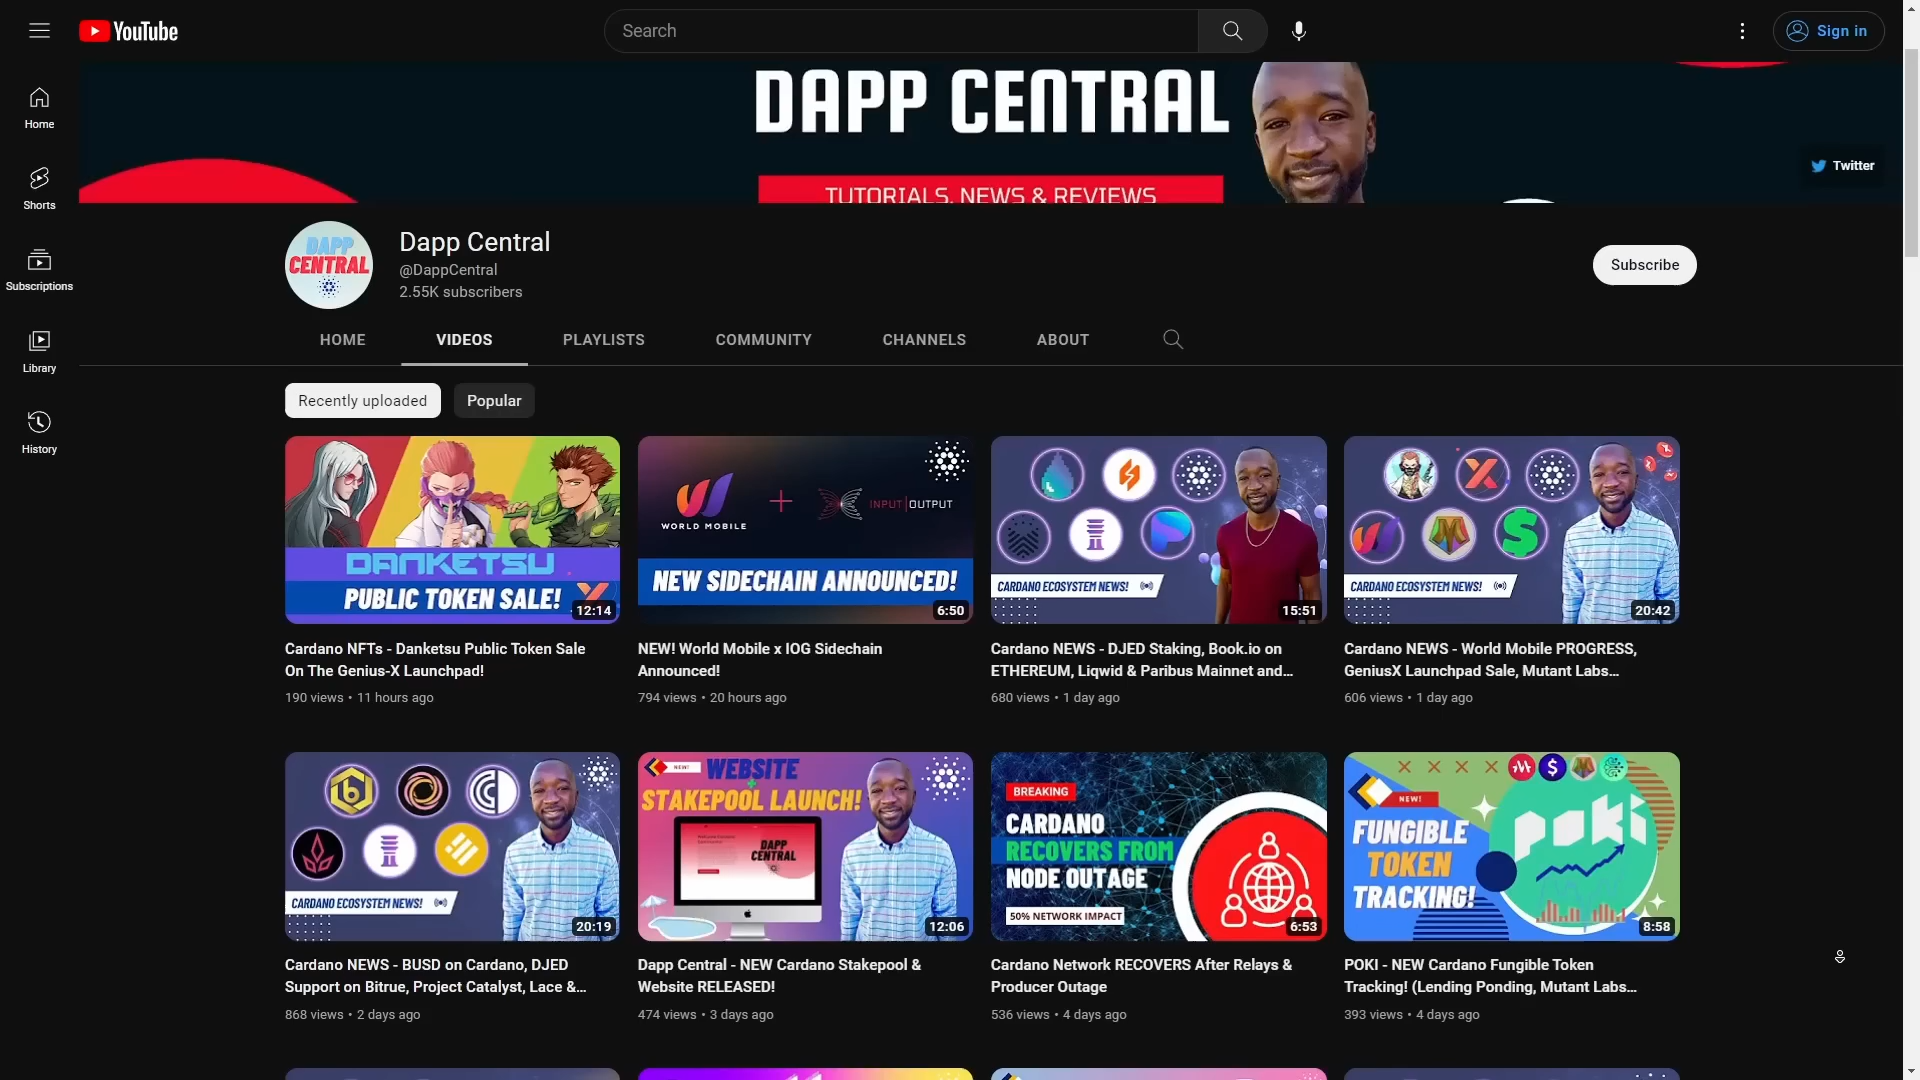 YouTube
Search
Sign in
Home
Shorts
Subscriptions
Library
History
DAPP CENTRAL
TUTORIALS, NEWS & REVIEWS
Twitter
DAPP
CENTRAL
Dapp Central
@DappCentral
2.55K subscribers
Subscribe
HOME
VIDEOS
PLAYLISTS
COMMUNITY
CHANNELS
ABOUT
Recently uploaded
Popular
DANKETSU
PUBLIC TOKEN SALE!
12:14
Cardano NFTs - Danketsu Public Token Sale
On The Genius-X Launchpad!
190 views • 11 hours ago
WORLD MOBILE
+
INPUT|OUTPUT
NEW SIDECHAIN ANNOUNCED!
6:50
NEW! World Mobile x IOG Sidechain
Announced!
794 views • 20 hours ago
CARDANO ECOSYSTEM NEWS!
15:51
Cardano NEWS - DJED Staking, Book.io on
ETHEREUM, Liqwid & Paribus Mainnet and...
680 views • 1 day ago
CARDANO ECOSYSTEM NEWS!
20:42
Cardano NEWS - World Mobile PROGRESS,
GeniusX Launchpad Sale, Mutant Labs...
606 views • 1 day ago
CARDANO ECOSYSTEM NEWS!
20:19
Cardano NEWS - BUSD on Cardano, DJED
Support on Bitrue, Project Catalyst, Lace &...
868 views • 2 days ago
NEW!
WEBSITE
STAKEPOOL LAUNCH!
DAPP
CENTRAL
12:06
Dapp Central - NEW Cardano Stakepool &
Website RELEASED!
474 views • 3 days ago
BREAKING
CARDANO
RECOVERS FROM
NODE OUTAGE
50% NETWORK IMPACT
6:53
Cardano Network RECOVERS After Relays &
Producer Outage
536 views • 4 days ago
NEW!
FUNGIBLE
TOKEN
TRACKING!
poki
8:58
POKI - NEW Cardano Fungible Token
Tracking! (Lending Ponding, Mutant Labs...
393 views • 4 days ago